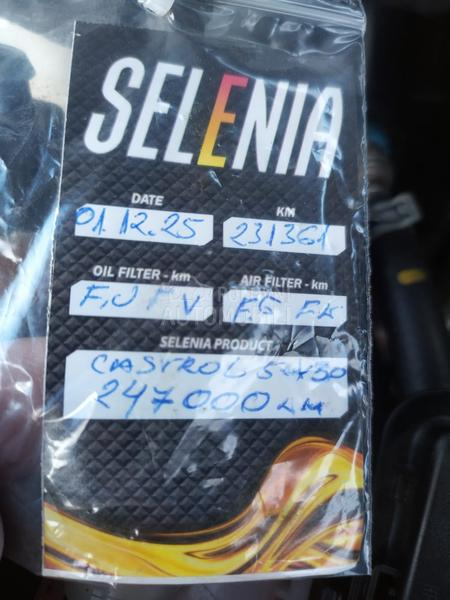 SELENIA
DATE KM
01.12.25 231361
OIL FILTER - km AIR FILTER - km
F,U F V F,G F,K
SELENIA PRODUCT -
CASTROL 5W30
247 000 km